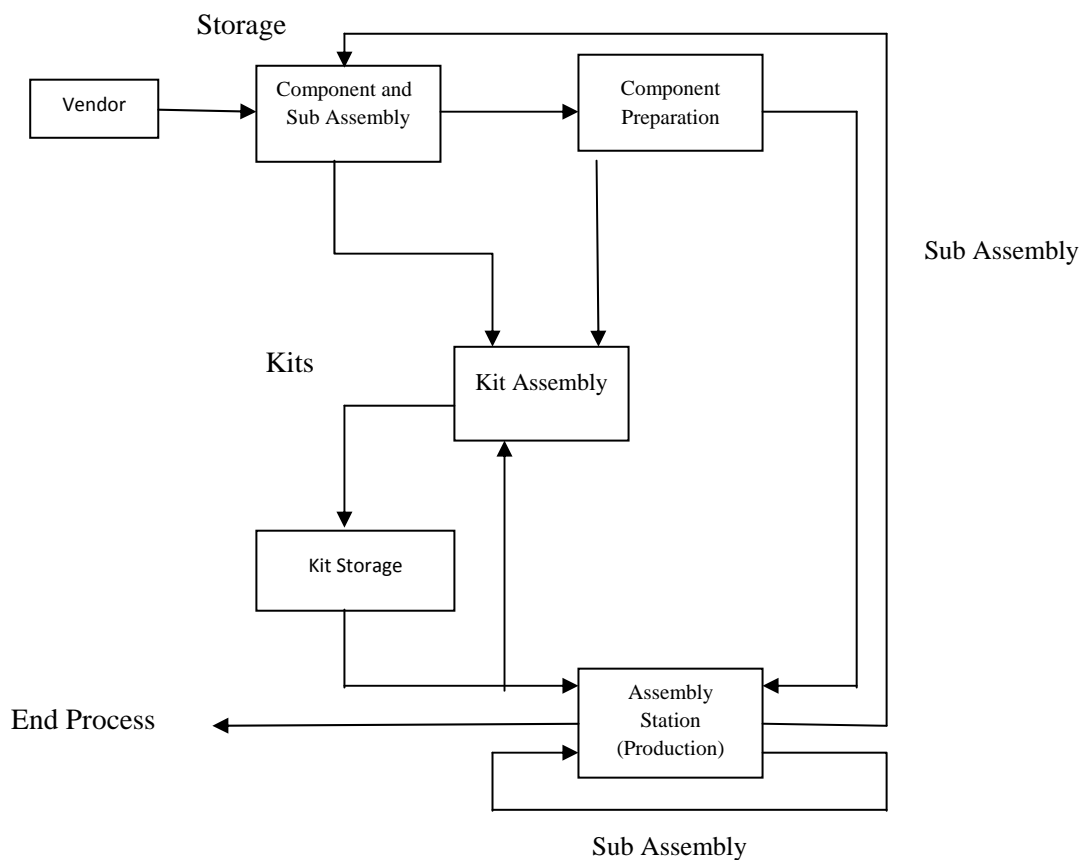 Storage
Vendor
Component and
Sub Assembly
Component
Preparation
Sub Assembly
Kits
Kit Assembly
Kit Storage
Assembly
Station
(Production)
End Process
Sub Assembly